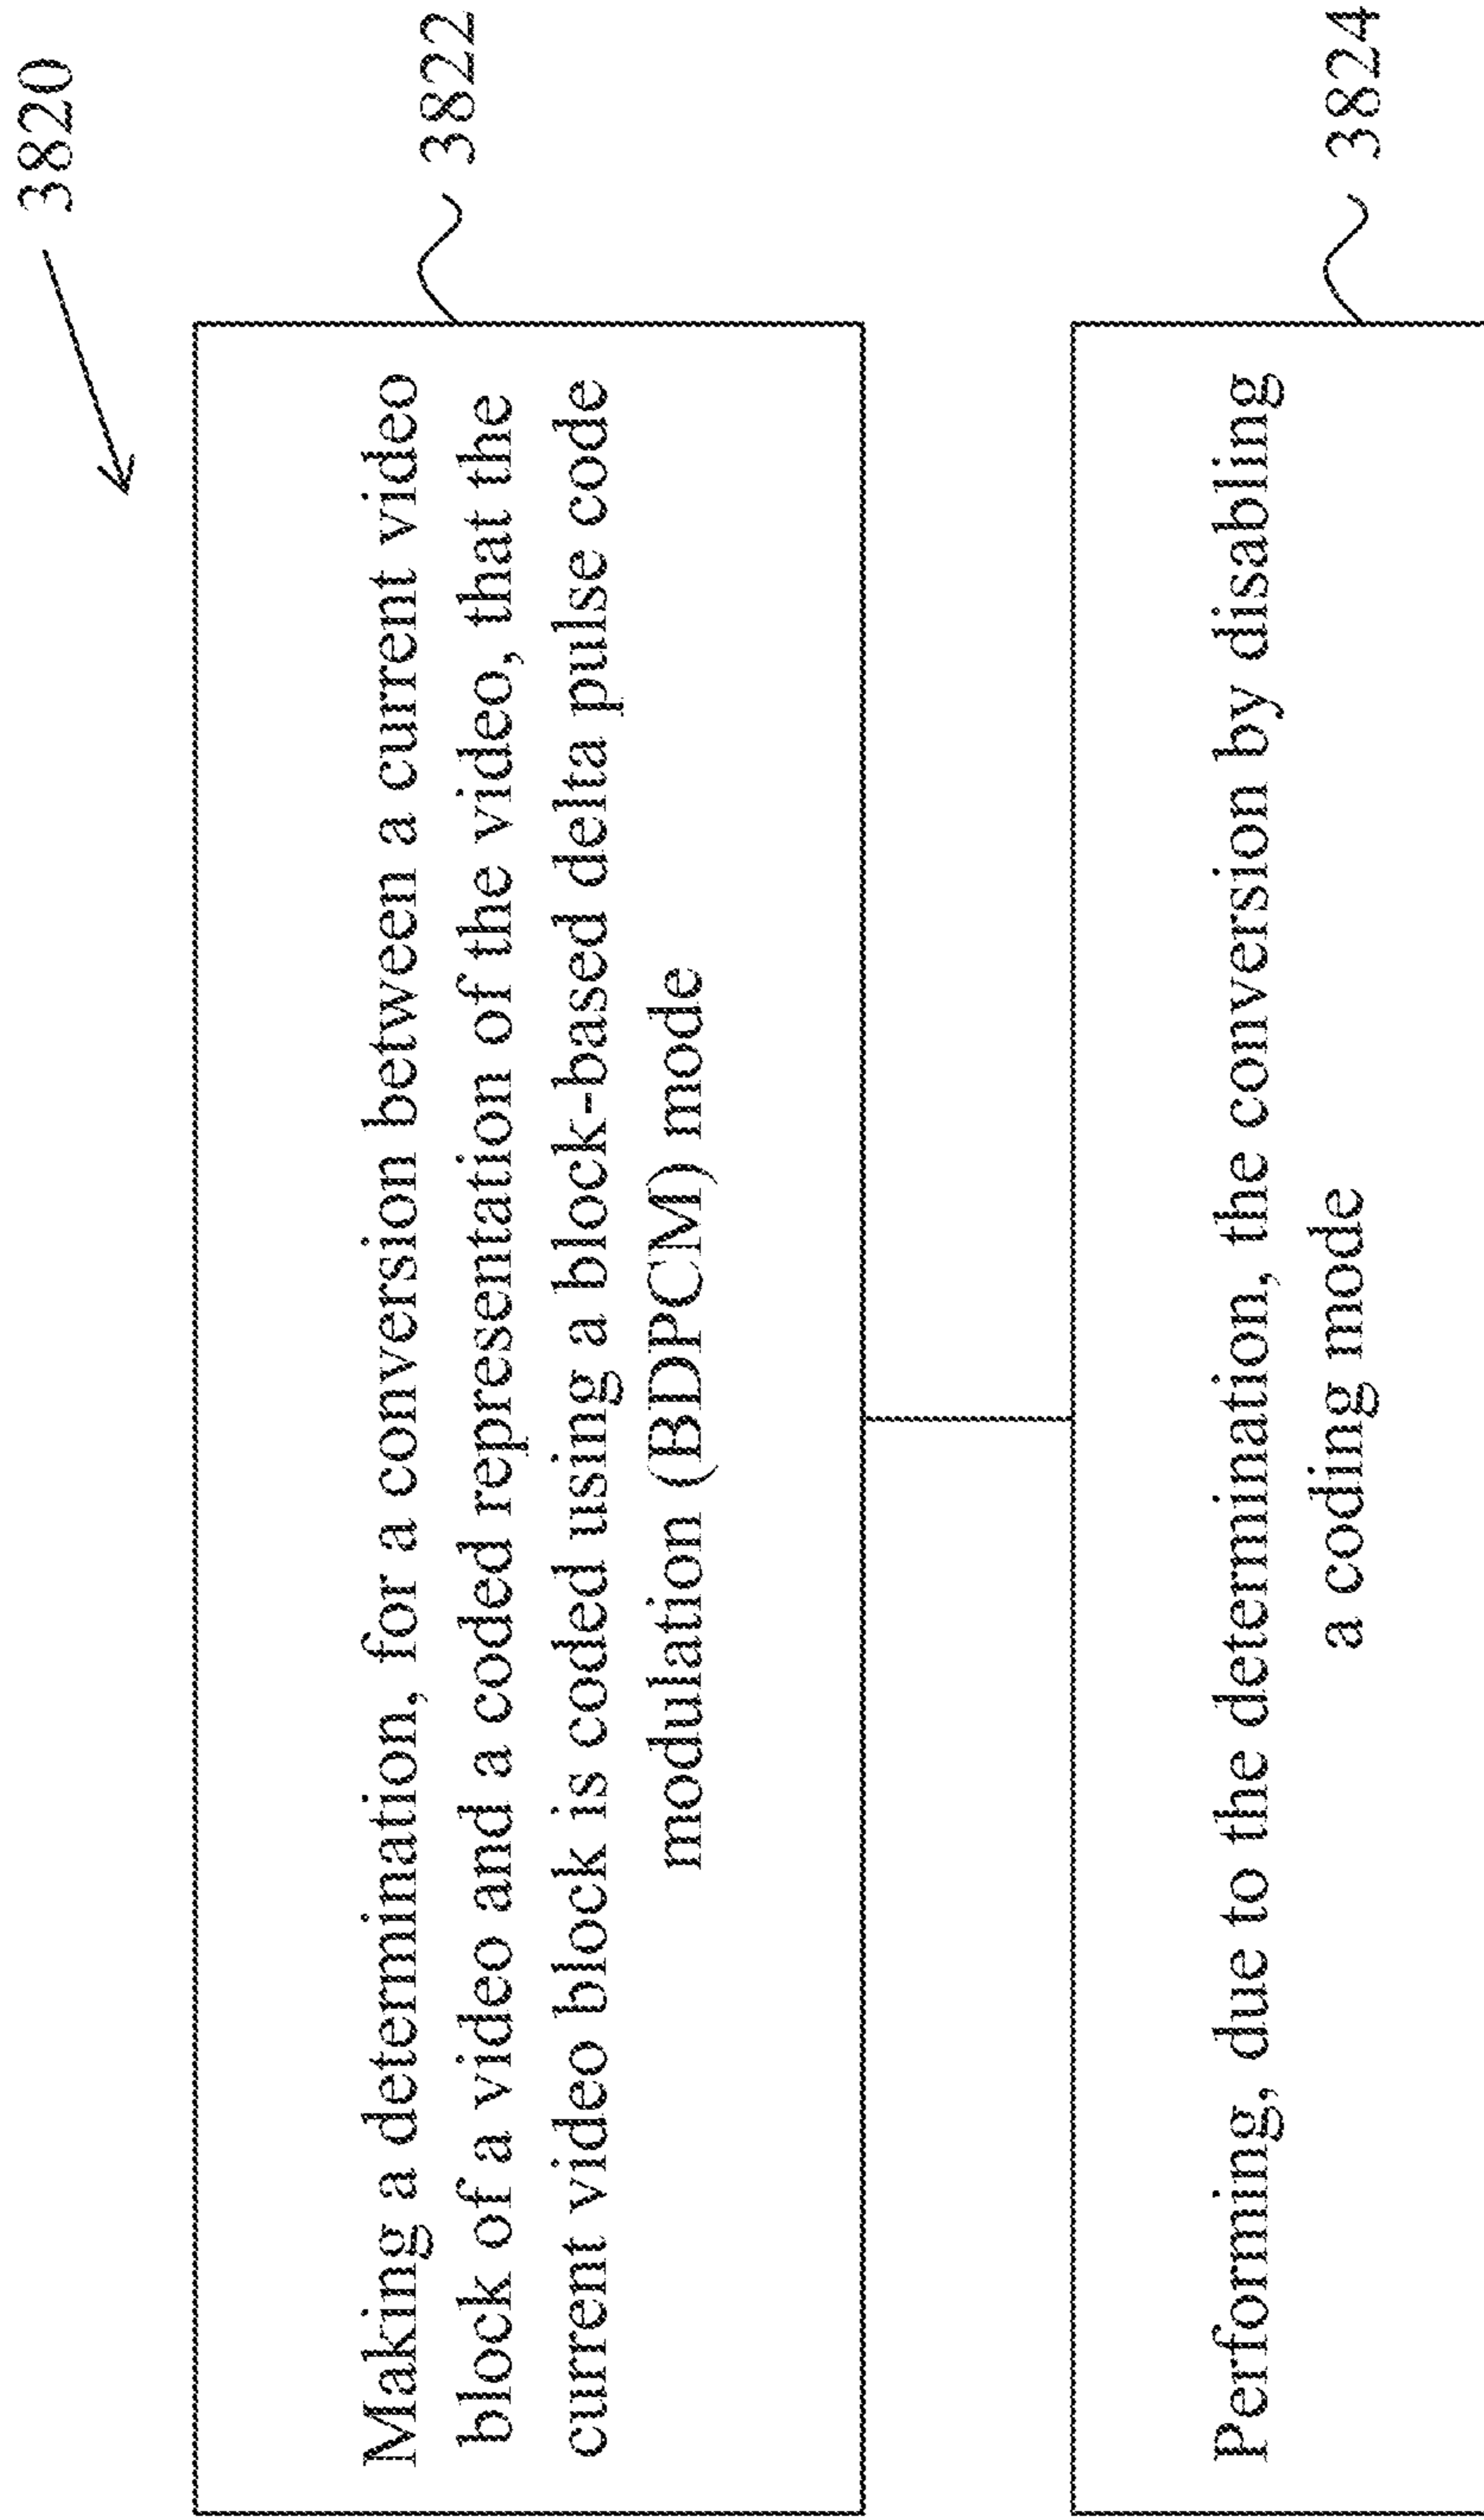 3820
Making a determination, for a conversion between a current video
block of a video and a coded representation of the video, that the
current video block is coded using a block-based delta pulse code
modulation (BDPCM) mode
3822
Performing, due to the determination, the conversion by disabling
a coding mode
3824